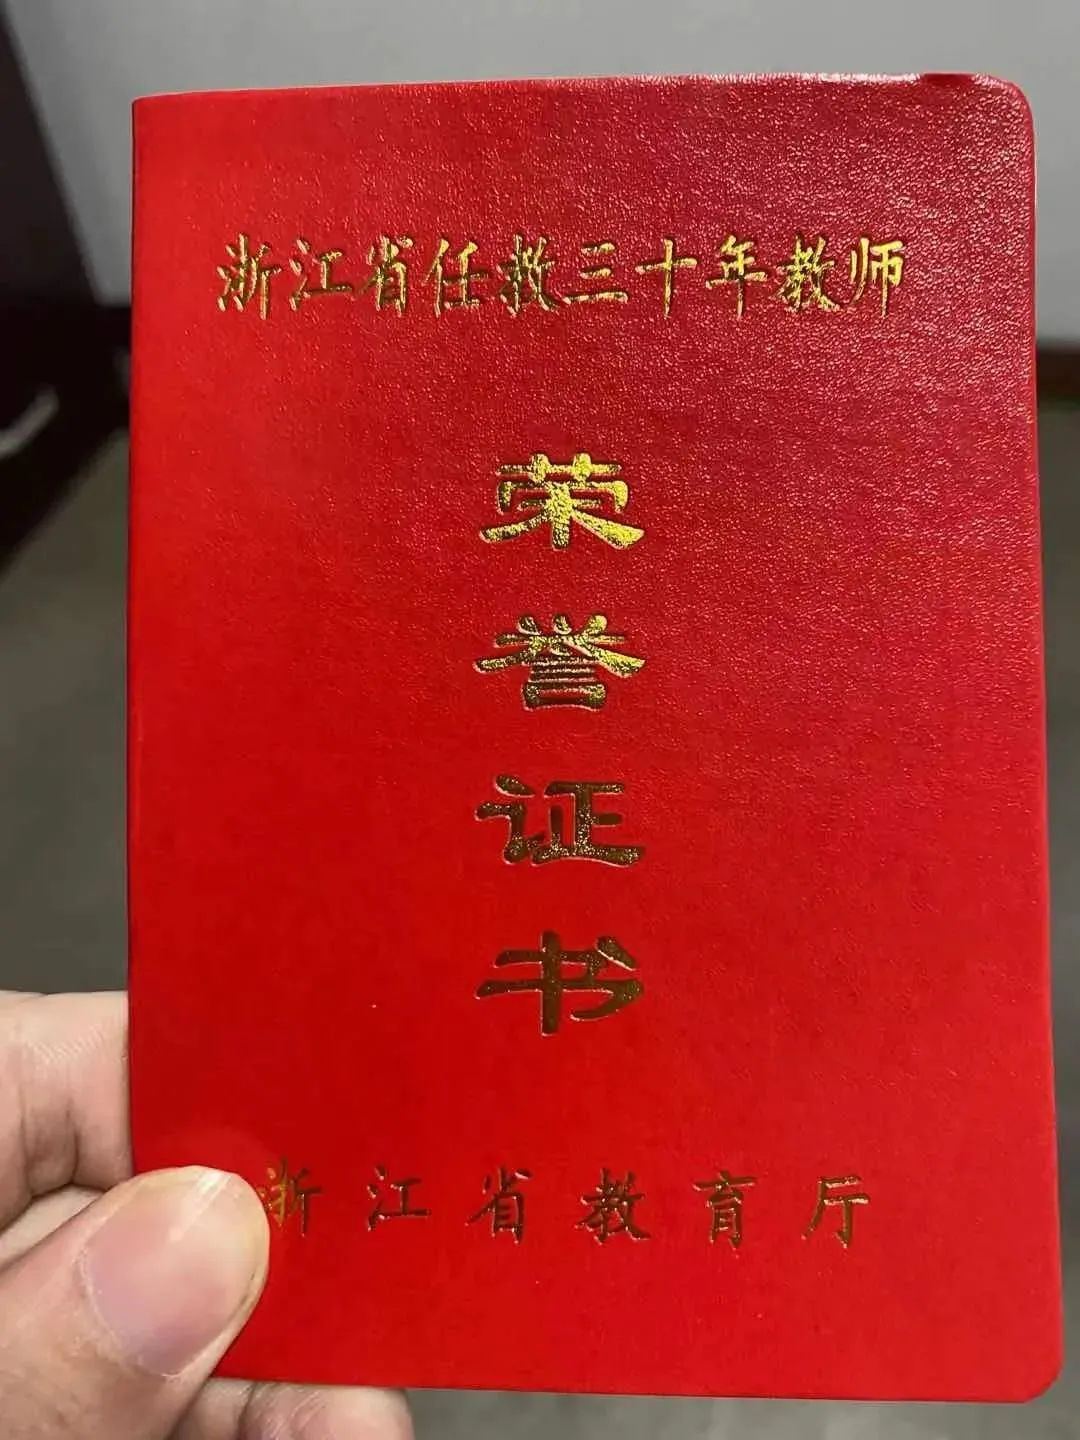 浙江省任教三十年教师
荣
誉
证
书
浙江省教育厅